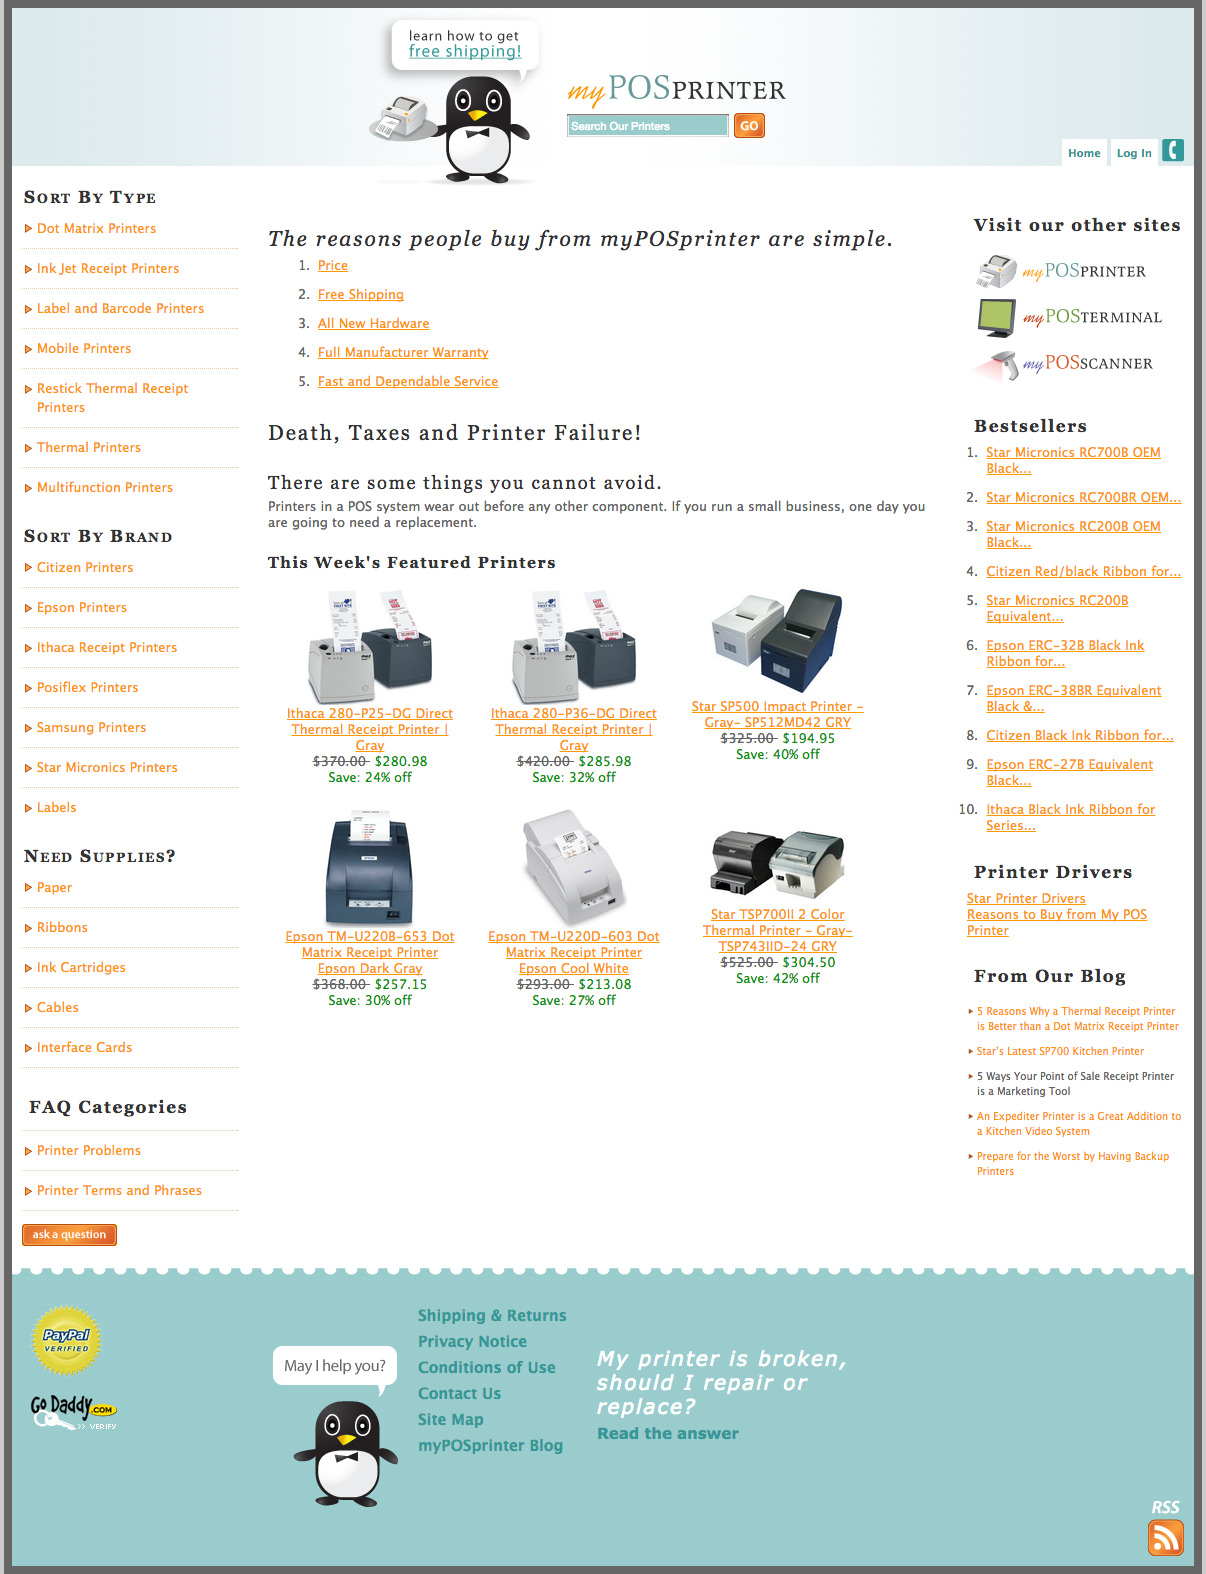 learn how to get
free shipping!
myPOSPRINTER
Search Our Printers
GO
Home
Log In
SORT BY TYPE
Dot Matrix Printers
Ink Jet Receipt Printers
Label and Barcode Printers
Mobile Printers
Restick Thermal Receipt
Printers
Thermal Printers
Multifunction Printers
SORT BY BRAND
Citizen Printers
Epson Printers
Ithaca Receipt Printers
Posiflex Printers
Samsung Printers
Star Micronics Printers
Labels
NEED SUPPLIES?
Paper
Ribbons
Ink Cartridges
Cables
Interface Cards
FAQ Categories
Printer Problems
Printer Terms and Phrases
ask a question
The reasons people buy from myPOSprinter are simple.
1. Price
2. Free Shipping
3. All New Hardware
4. Full Manufacturer Warranty
5. Fast and Dependable Service
Death, Taxes and Printer Failure!
There are some things you cannot avoid.
Printers in a POS system wear out before any other component. If you run a small business, one day you
are going to need a replacement.
This Week's Featured Printers
Ithaca 280-P25-DG Direct
Thermal Receipt Printer |
Gray
$370.00 $280.98
Save: 24% off
Ithaca 280-P36-DG Direct
Thermal Receipt Printer |
Gray
$420.00 $285.98
Save: 32% off
Star SP500 Impact Printer -
Gray- SP512MD42 GRY
$325.00 $194.95
Save: 40% off
Epson TM-U220B-653 Dot
Matrix Receipt Printer
Epson Dark Gray
$368.00 $257.15
Save: 30% off
Epson TM-U220D-603 Dot
Matrix Receipt Printer
Epson Cool White
$293.00 $213.08
Save: 27% off
Star TSP700II 2 Color
Thermal Printer - Gray-
TSP743IID-24 GRY
$525.00 $304.50
Save: 42% off
Visit our other sites
myPOSPRINTER
myPOSTERMINAL
myPOSSCANNER
Bestsellers
1. Star Micronics RC700B OEM
Black...
2. Star Micronics RC700BR OEM...
3. Star Micronics RC200B OEM
Black...
4. Citizen Red/black Ribbon for...
5. Star Micronics RC200B
Equivalent...
6. Epson ERC-32B Black Ink
Ribbon for...
7. Epson ERC-38BR Equivalent
Black &...
8. Citizen Black Ink Ribbon for...
9. Epson ERC-27B Equivalent
Black...
10. Ithaca Black Ink Ribbon for
Series...
Printer Drivers
Star Printer Drivers
Reasons to Buy from My POS
Printer
From Our Blog
5 Reasons Why a Thermal Receipt Printer
is Better than a Dot Matrix Receipt Printer
Star's Latest SP700 Kitchen Printer
5 Ways Your Point of Sale Receipt Printer
is a Marketing Tool
An Expediter Printer is a Great Addition to
a Kitchen Video System
Prepare for the Worst by Having Backup
Printers
PayPal
VERIFIED
Go Daddy .COM
>> VERIFY
May I help you?
Shipping & Returns
Privacy Notice
Conditions of Use
Contact Us
Site Map
myPOSprinter Blog
My printer is broken,
should I repair or
replace?
Read the answer
RSS